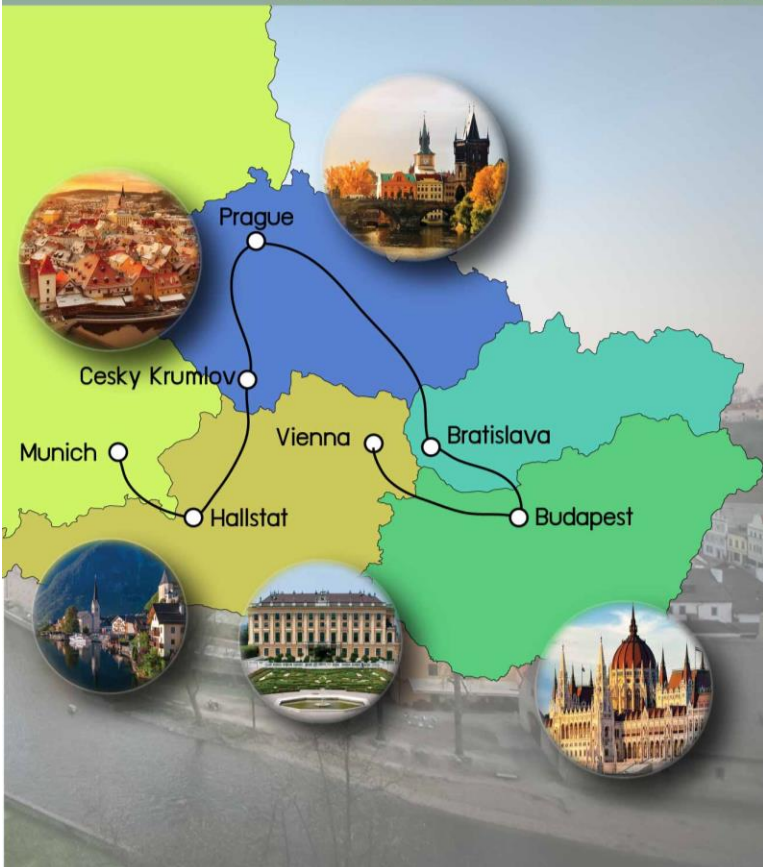 Prague
Cesky Krumlov
Vienna
Bratislava
Munich
Hallstat
Budapest